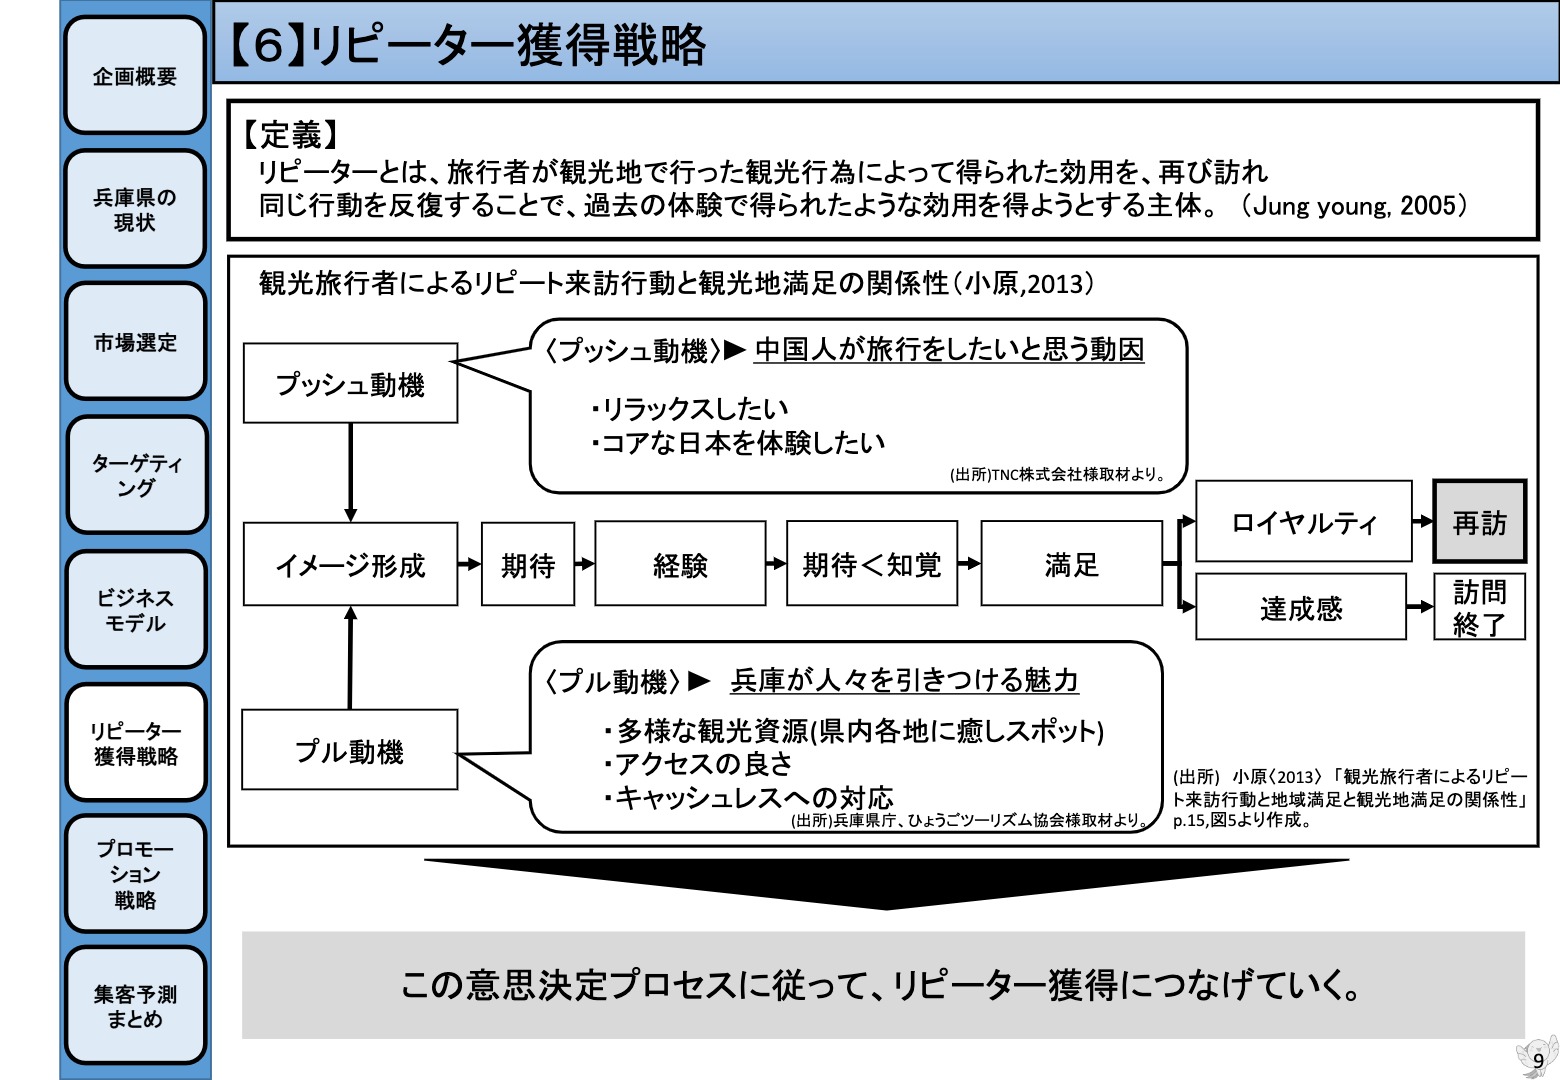 企画概要
兵庫県の
現状
市場選定
ターゲティ
ング
ビジネス
モデル
リピーター
獲得戦略
プロモー
ション
戦略
集客予測
まとめ
【６】リピーター獲得戦略
【定義】
リピーターとは、旅行者が観光地で行った観光行為によって得られた効用を、再び訪れ
同じ行動を反復することで、過去の体験で得られたような効用を得ようとする主体。（Jung young, 2005）
観光旅行者によるリピート来訪行動と観光地満足の関係性（小原,2013）
プッシュ動機
〈プッシュ動機〉▶ 中国人が旅行をしたいと思う動因
・リラックスしたい
・コアな日本を体験したい
(出所)TNC株式会社様取材より。
イメージ形成
期待
経験
期待＜知覚
満足
ロイヤルティ
再訪
達成感
訪問
終了
プル動機
〈プル動機〉▶ 兵庫が人々を引きつける魅力
・多様な観光資源(県内各地に癒しスポット)
・アクセスの良さ
・キャッシュレスへの対応
(出所)兵庫県庁、ひょうごツーリズム協会様取材より。
(出所) 小原〈2013〉「観光旅行者によるリピー
ト来訪行動と地域満足と観光地満足の関係性」
p.15,図5より作成。
この意思決定プロセスに従って、リピーター獲得につなげていく。
9